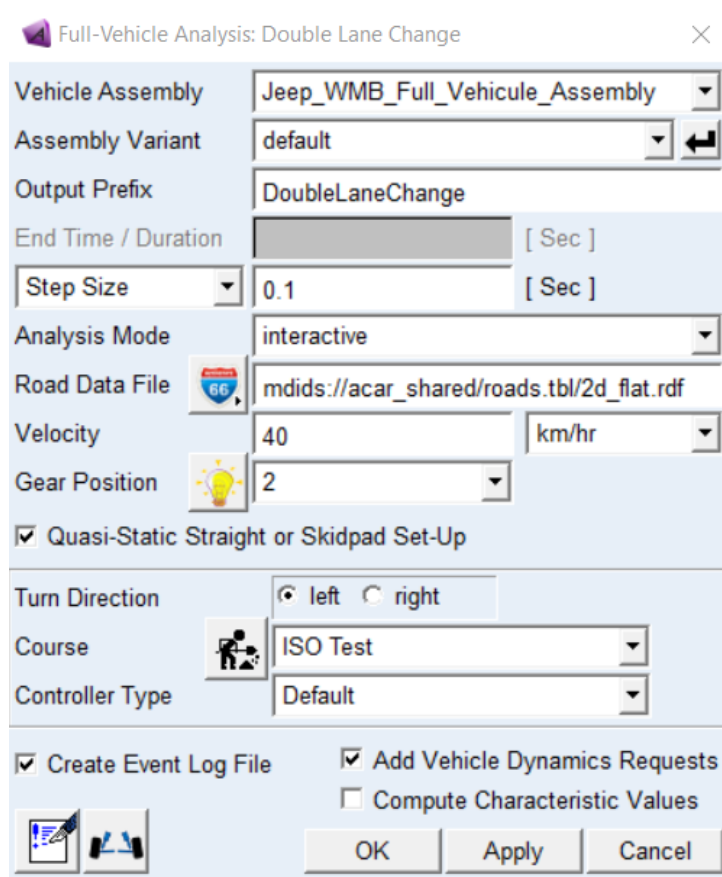 Full-Vehicle Analysis: Double Lane Change
Vehicle Assembly Jeep_WMB_Full_Vehicule_Assembly
Assembly Variant default
Output Prefix DoubleLaneChange
End Time / Duration [ Sec ]
Step Size 0.1 [ Sec ]
Analysis Mode interactive
Road Data File 66 mdids://acar_shared/roads.tbl/2d_flat.rdf
Velocity 40 km/hr
Gear Position 2
Quasi-Static Straight or Skidpad Set-Up
Turn Direction left right
Course ISO Test
Controller Type Default
Create Event Log File Add Vehicle Dynamics Requests
Compute Characteristic Values
OK Apply Cancel